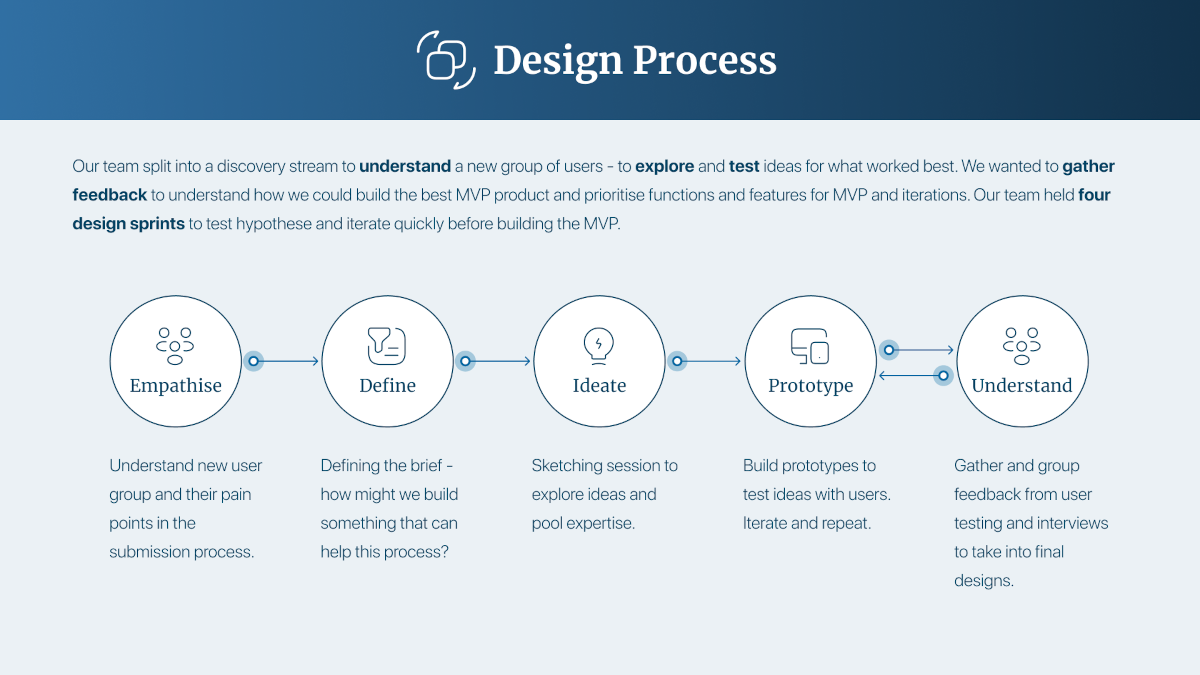 Design Process
Our team split into a discovery stream to understand a new group of users - to explore and test ideas for what worked best. We wanted to gather
feedback to understand how we could build the best MVP product and prioritise functions and features for MVP and iterations. Our team held four
design sprints to test hypothese and iterate quickly before building the MVP.
Empathise
Define
Ideate
Prototype
Understand
Understand new user
group and their pain
points in the
submission process.
Defining the brief -
how might we build
something that can
help this process?
Sketching session to
explore ideas and
pool expertise.
Build prototypes to
test ideas with users.
Iterate and repeat.
Gather and group
feedback from user
testing and interviews
to take into final
designs.